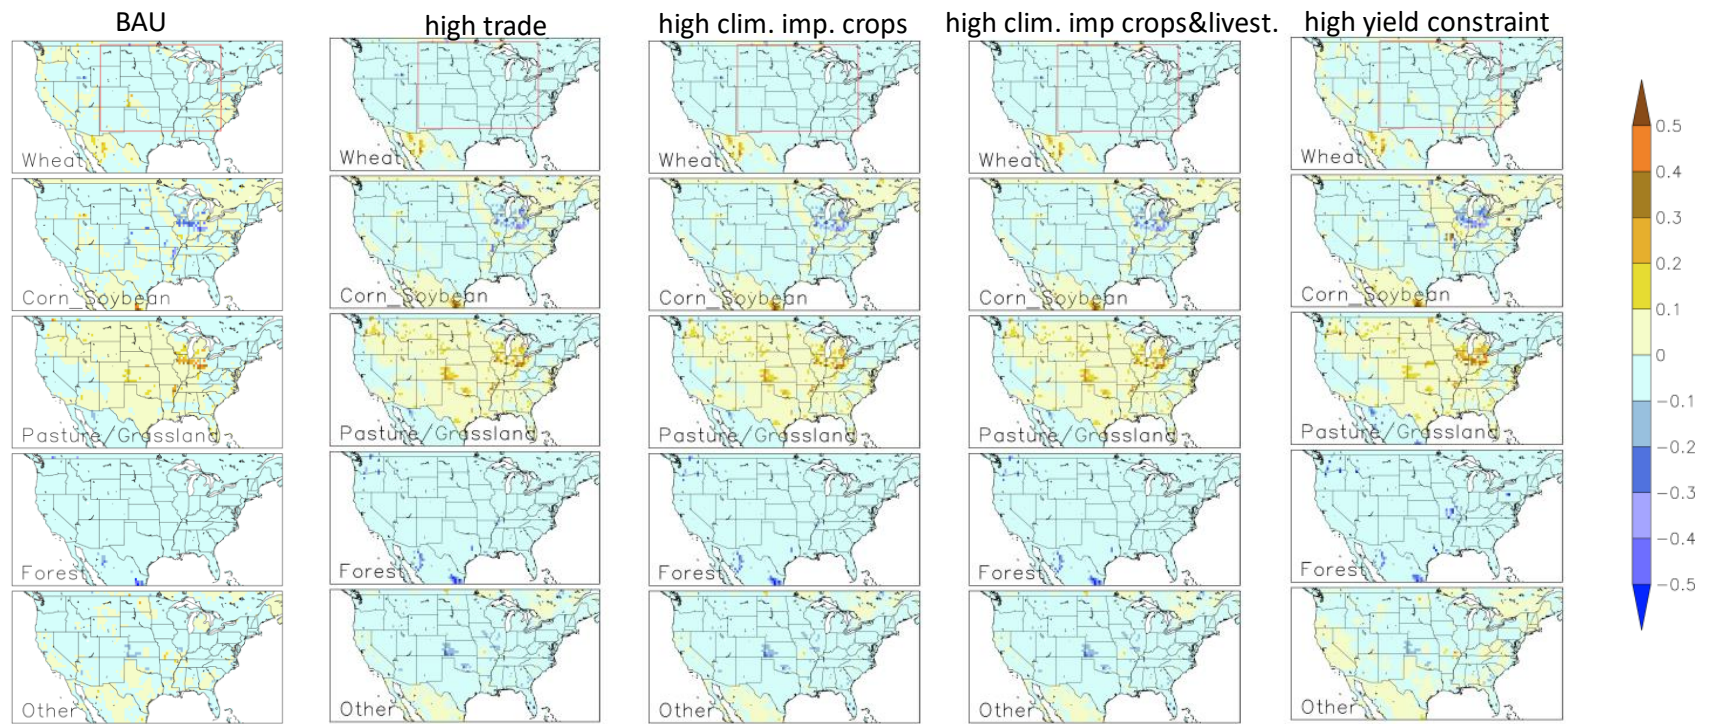 BAU high trade high clim. imp. crops high clim. imp crops&livest. high yield constraint
Wheat Wheat Wheat Wheat Wheat
Corn_Soybean Corn_Soybean Corn_Soybean Corn_Soybean Corn_Soybean
Pasture/Grassland Pasture/Grassland Pasture/Grassland Pasture/Grassland Pasture/Grassland
Forest Forest Forest Forest Forest
Other Other Other Other Other
0.5
0.4
0.3
0.2
0.1
0
−0.1
−0.2
−0.3
−0.4
−0.5